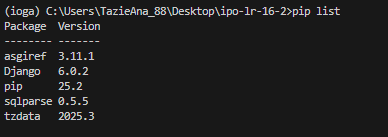 (ioga) C:\Users\TazieAna_88\Desktop\ipo-lr-16-2>pip list
Package  Version
-------- -------
asgiref  3.11.1
Django   6.0.2
pip      25.2
sqlparse 0.5.5
tzdata   2025.3